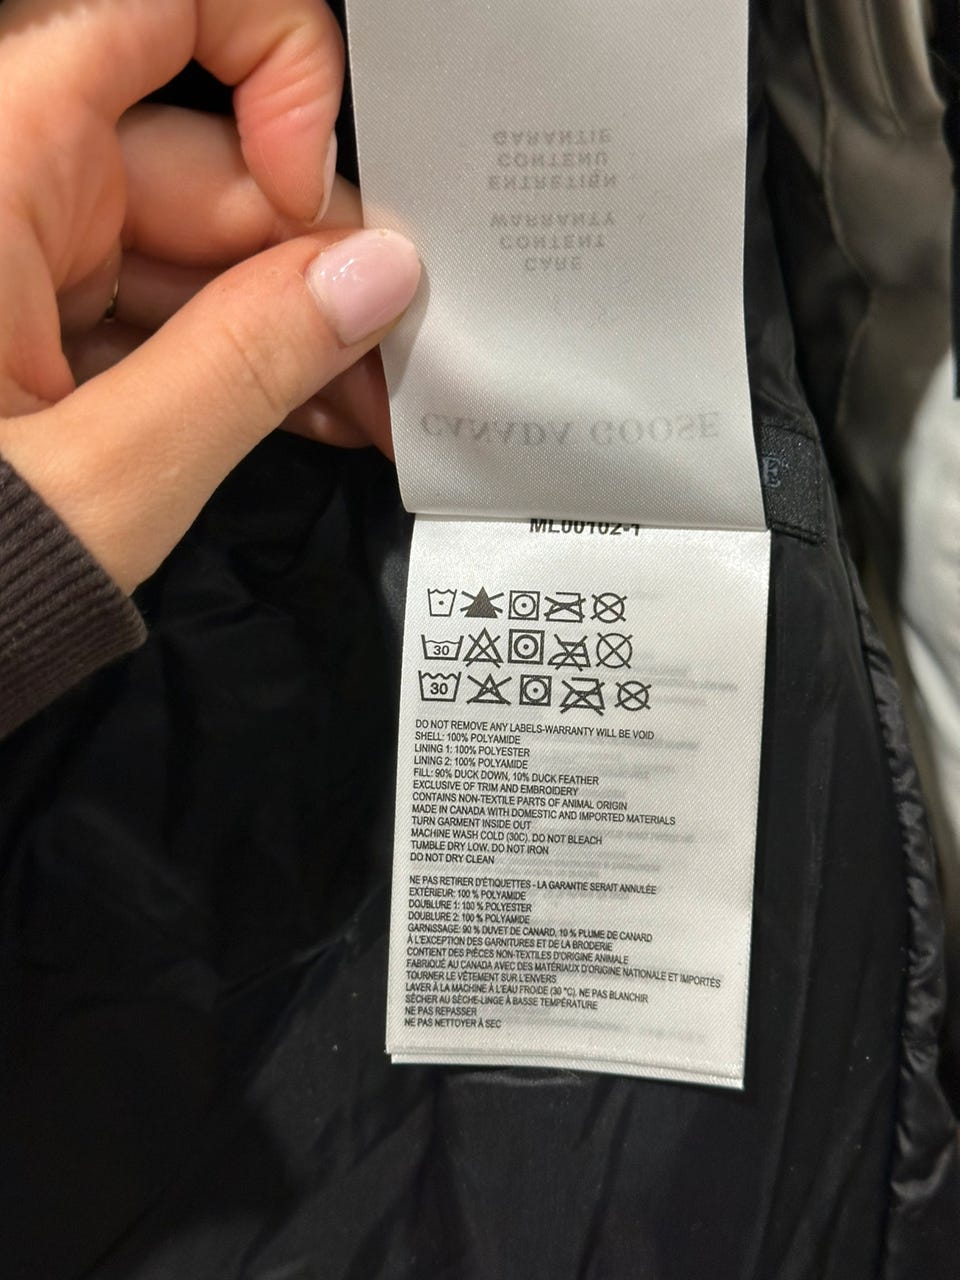 GARANTIE
CONTENU
ENTRETIEN
WARRANTY
CONTENT
CARE
CANADA GOOSE
ML00102-1
30
30
DO NOT REMOVE ANY LABELS-WARRANTY WILL BE VOID
SHELL: 100% POLYAMIDE
LINING 1: 100% POLYESTER
LINING 2: 100% POLYAMIDE
FILL: 90% DUCK DOWN, 10% DUCK FEATHER
EXCLUSIVE OF TRIM AND EMBROIDERY
CONTAINS NON-TEXTILE PARTS OF ANIMAL ORIGIN
MADE IN CANADA WITH DOMESTIC AND IMPORTED MATERIALS
TURN GARMENT INSIDE OUT
MACHINE WASH COLD (30C). DO NOT BLEACH
TUMBLE DRY LOW. DO NOT IRON
DO NOT DRY CLEAN
NE PAS RETIRER D'ÉTIQUETTES - LA GARANTIE SERAIT ANNULÉE
EXTÉRIEUR: 100 % POLYAMIDE
DOUBLURE 1: 100 % POLYESTER
DOUBLURE 2: 100 % POLYAMIDE
GARNISSAGE: 90 % DUVET DE CANARD, 10 % PLUME DE CANARD
À L'EXCEPTION DES GARNITURES ET DE LA BRODERIE
CONTIENT DES PIÈCES NON-TEXTILES D'ORIGINE ANIMALE
FABRIQUÉ AU CANADA AVEC DES MATÉRIAUX D'ORIGINE NATIONALE ET IMPORTÉS
TOURNER LE VÊTEMENT SUR L'ENVERS
LAVER À LA MACHINE À L'EAU FROIDE (30 °C). NE PAS BLANCHIR
SÉCHER AU SÈCHE-LINGE À BASSE TEMPÉRATURE
NE PAS REPASSER
NE PAS NETTOYER À SEC